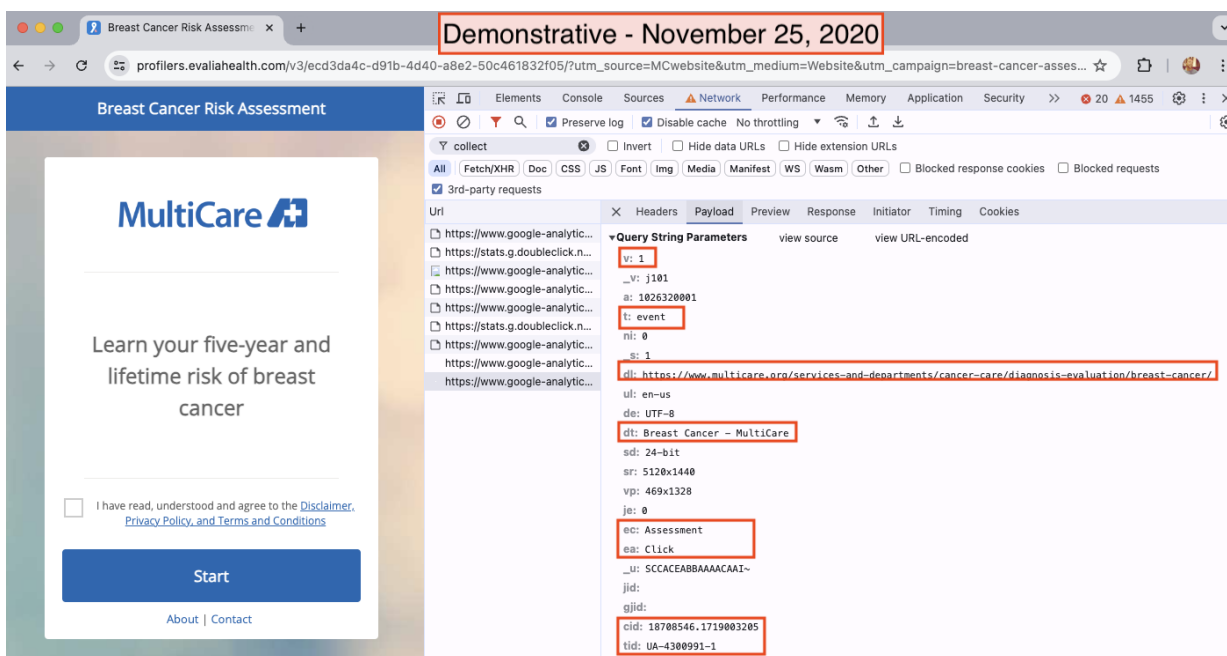 Breast Cancer Risk Assessme
Demonstrative - November 25, 2020
profilers.evaliahealth.com/v3/ecd3da4c-d91b-4d40-a8e2-50c461832f05/?utm_source=MCwebsite&utm_medium=Website&utm_campaign=breast-cancer-asses...
Breast Cancer Risk Assessment
MultiCare
Learn your five-year and
lifetime risk of breast
cancer
I have read, understood and agree to the Disclaimer,
Privacy Policy, and Terms and Conditions
Start
About | Contact
Elements Console Sources Network Performance Memory Application Security 20 1455
Preserve log Disable cache No throttling
collect Invert Hide data URLs Hide extension URLs
All Fetch/XHR Doc CSS JS Font Img Media Manifest WS Wasm Other Blocked response cookies Blocked requests
3rd-party requests
Url
https://www.google-analytic...
https://stats.g.doubleclick.n...
https://www.google-analytic...
https://www.google-analytic...
https://www.google-analytic...
https://stats.g.doubleclick.n...
https://www.google-analytic...
https://www.google-analytic...
https://www.google-analytic...
Headers Payload Preview Response Initiator Timing Cookies
Query String Parameters view source view URL-encoded
v: 1
_v: j101
a: 1026320001
t: event
ni: 0
_s: 1
dl: https://www.multicare.org/services-and-departments/cancer-care/diagnosis-evaluation/breast-cancer/
ul: en-us
de: UTF-8
dt: Breast Cancer - MultiCare
sd: 24-bit
sr: 5120x1440
vp: 469x1328
je: 0
ec: Assessment
ea: Click
_u: SCCACEABBAAAACAAI~
jid:
gjid:
cid: 18708546.1719003205
tid: UA-4300991-1